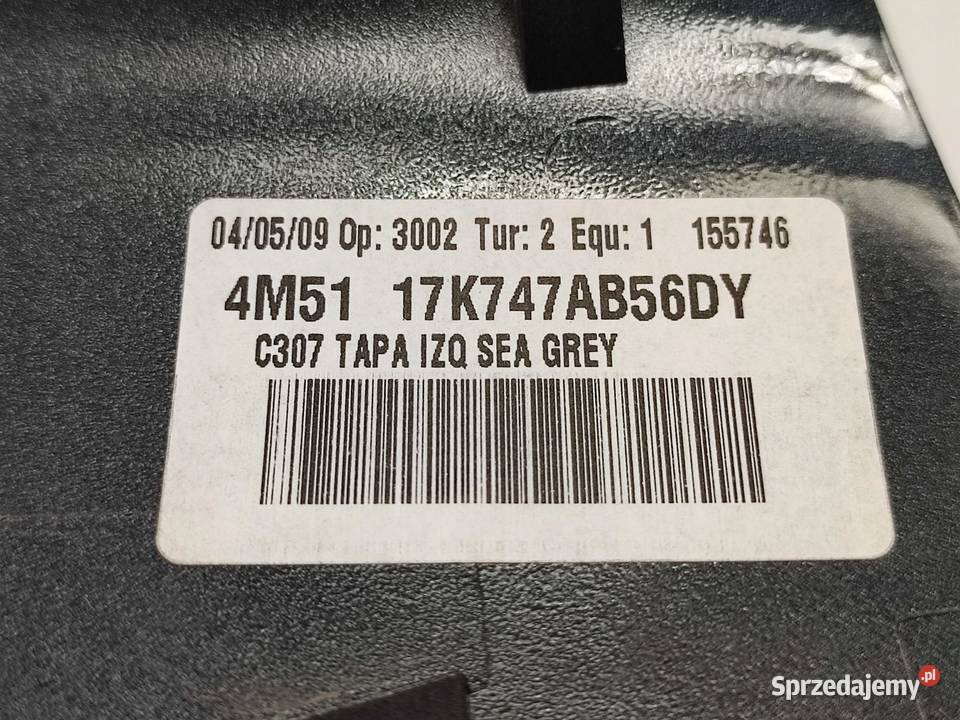 04/05/09 Op: 3002 Tur: 2 Equ: 1 155746
4M51 17K747AB56DY
C307 TAPA IZQ SEA GREY
Sprzedajemy.pl